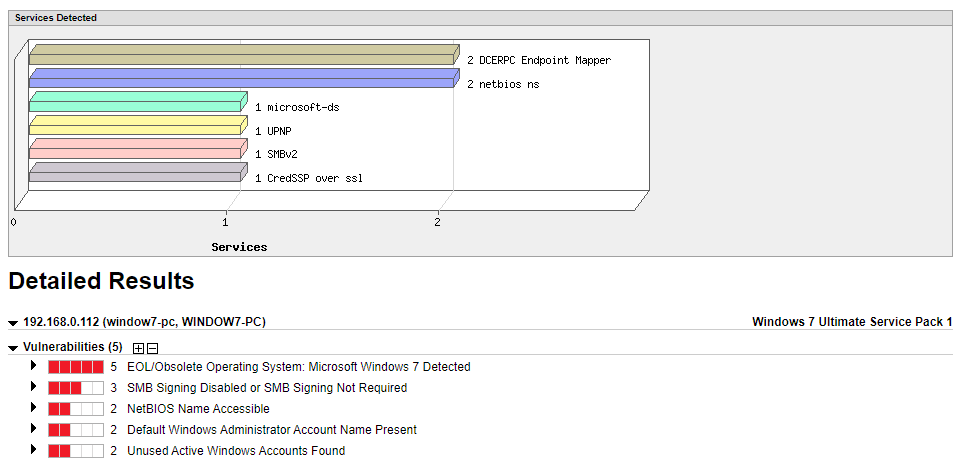 Services Detected
2 DCERPC Endpoint Mapper
2 netbios ns
1 microsoft-ds
1 UPNP
1 SMBv2
1 CredSSP over ssl
0 1 2
Services
Detailed Results
192.168.0.112 (window7-pc, WINDOW7-PC) Windows 7 Ultimate Service Pack 1
Vulnerabilities (5)
5 EOL/Obsolete Operating System: Microsoft Windows 7 Detected
3 SMB Signing Disabled or SMB Signing Not Required
2 NetBIOS Name Accessible
2 Default Windows Administrator Account Name Present
2 Unused Active Windows Accounts Found